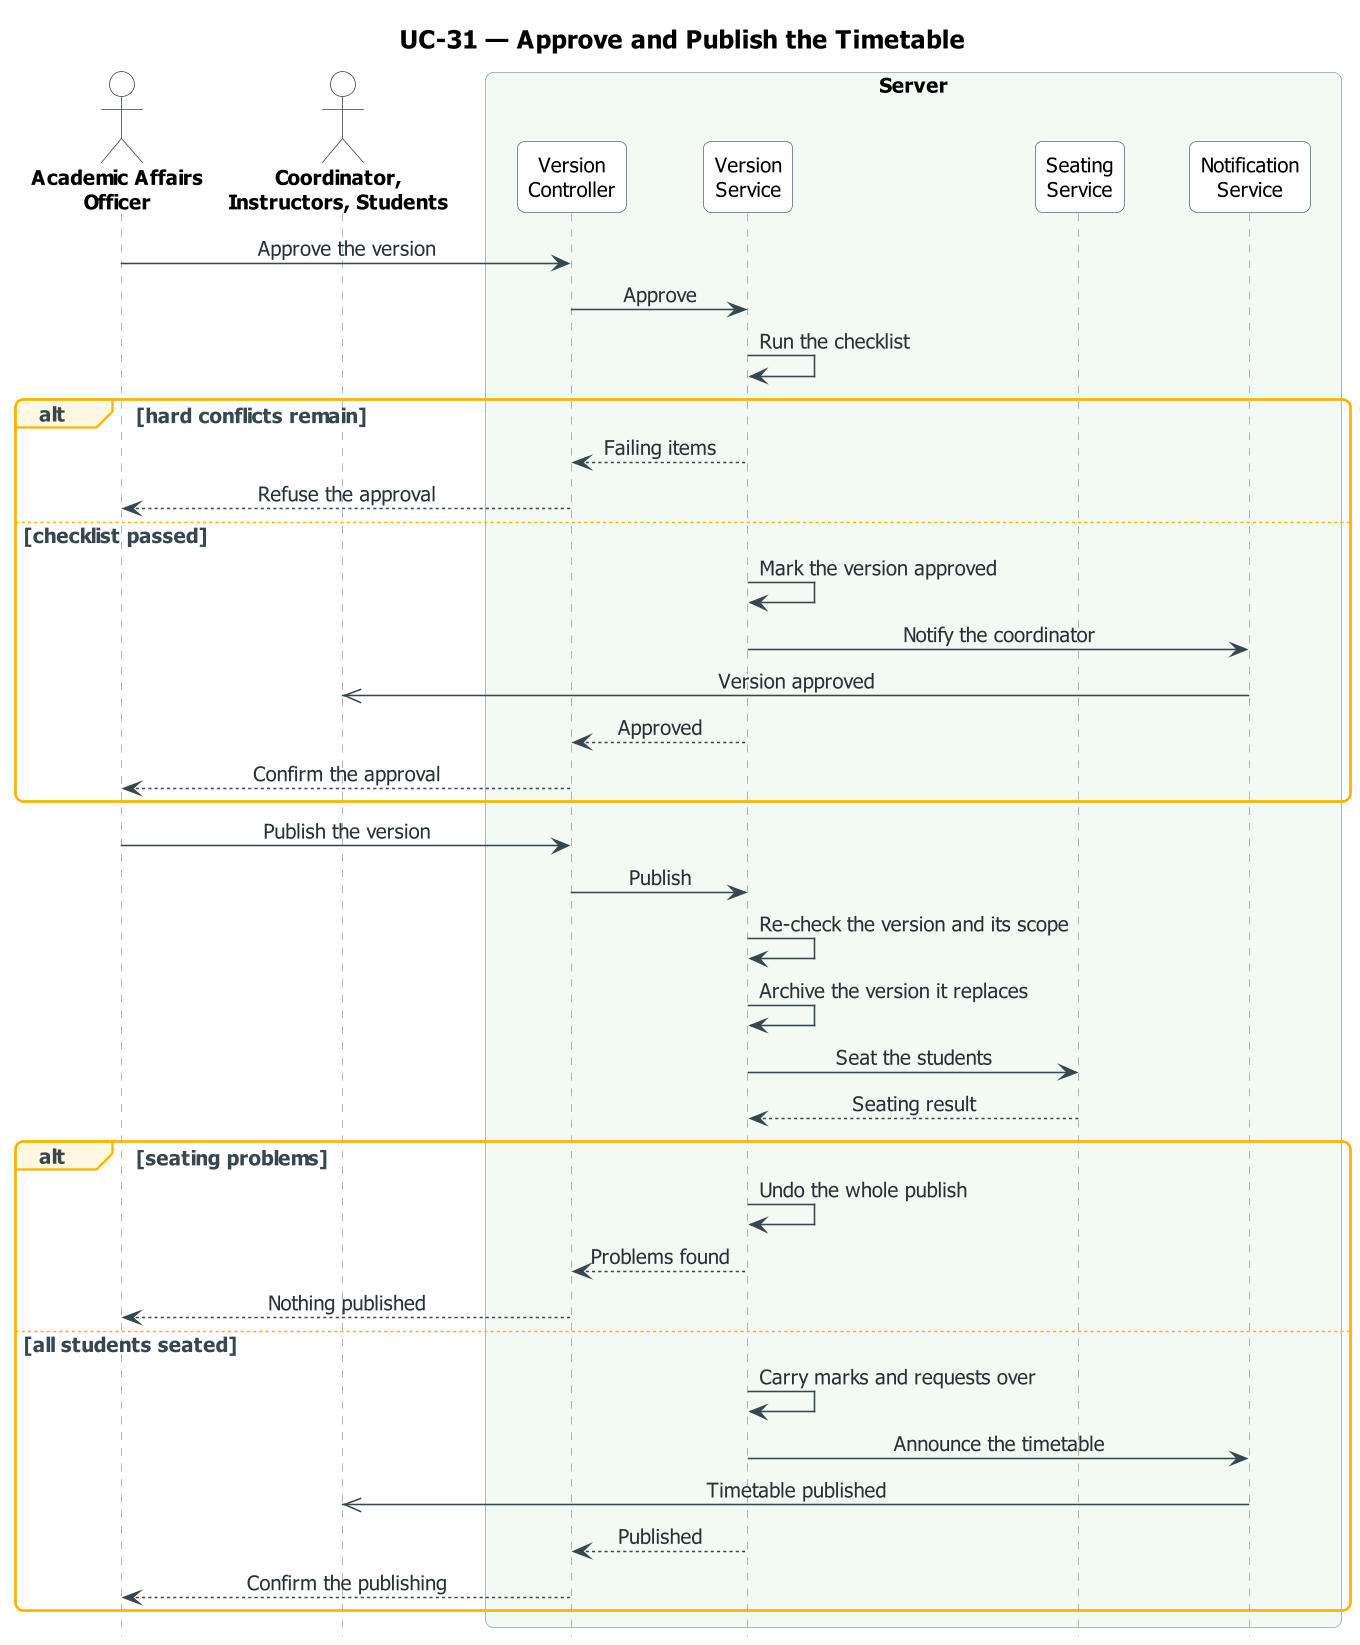 UC-31 — Approve and Publish the Timetable
Server
Academic Affairs
Officer
Coordinator,
Instructors, Students
Version
Controller
Version
Service
Seating
Service
Notification
Service
Approve the version
Approve
Run the checklist
alt
[hard conflicts remain]
Failing items
Refuse the approval
[checklist passed]
Mark the version approved
Notify the coordinator
Version approved
Approved
Confirm the approval
Publish the version
Publish
Re-check the version and its scope
Archive the version it replaces
Seat the students
Seating result
alt
[seating problems]
Undo the whole publish
Problems found
Nothing published
[all students seated]
Carry marks and requests over
Announce the timetable
Timetable published
Published
Confirm the publishing